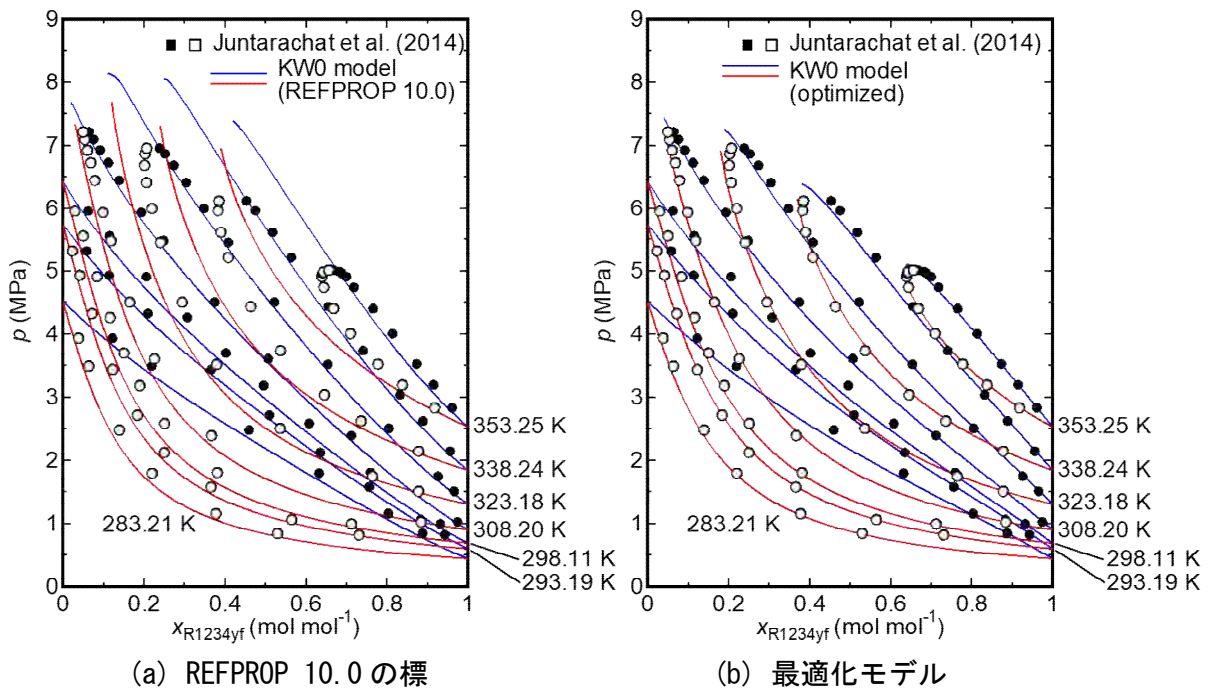 9
8
7
6
5
4
3
2
1
0
p (MPa)
Juntarachat et al. (2014)
KW0 model
(REFPROP 10.0)
353.25 K
338.24 K
323.18 K
308.20 K
298.11 K
293.19 K
283.21 K
0 0.2 0.4 0.6 0.8 1
xR1234yf (mol mol⁻¹)
(a) REFPROP 10.0 の標
9
8
7
6
5
4
3
2
1
0
p (MPa)
Juntarachat et al. (2014)
KW0 model
(optimized)
353.25 K
338.24 K
323.18 K
308.20 K
298.11 K
293.19 K
283.21 K
0 0.2 0.4 0.6 0.8 1
xR1234yf (mol mol⁻¹)
(b) 最適化モデル